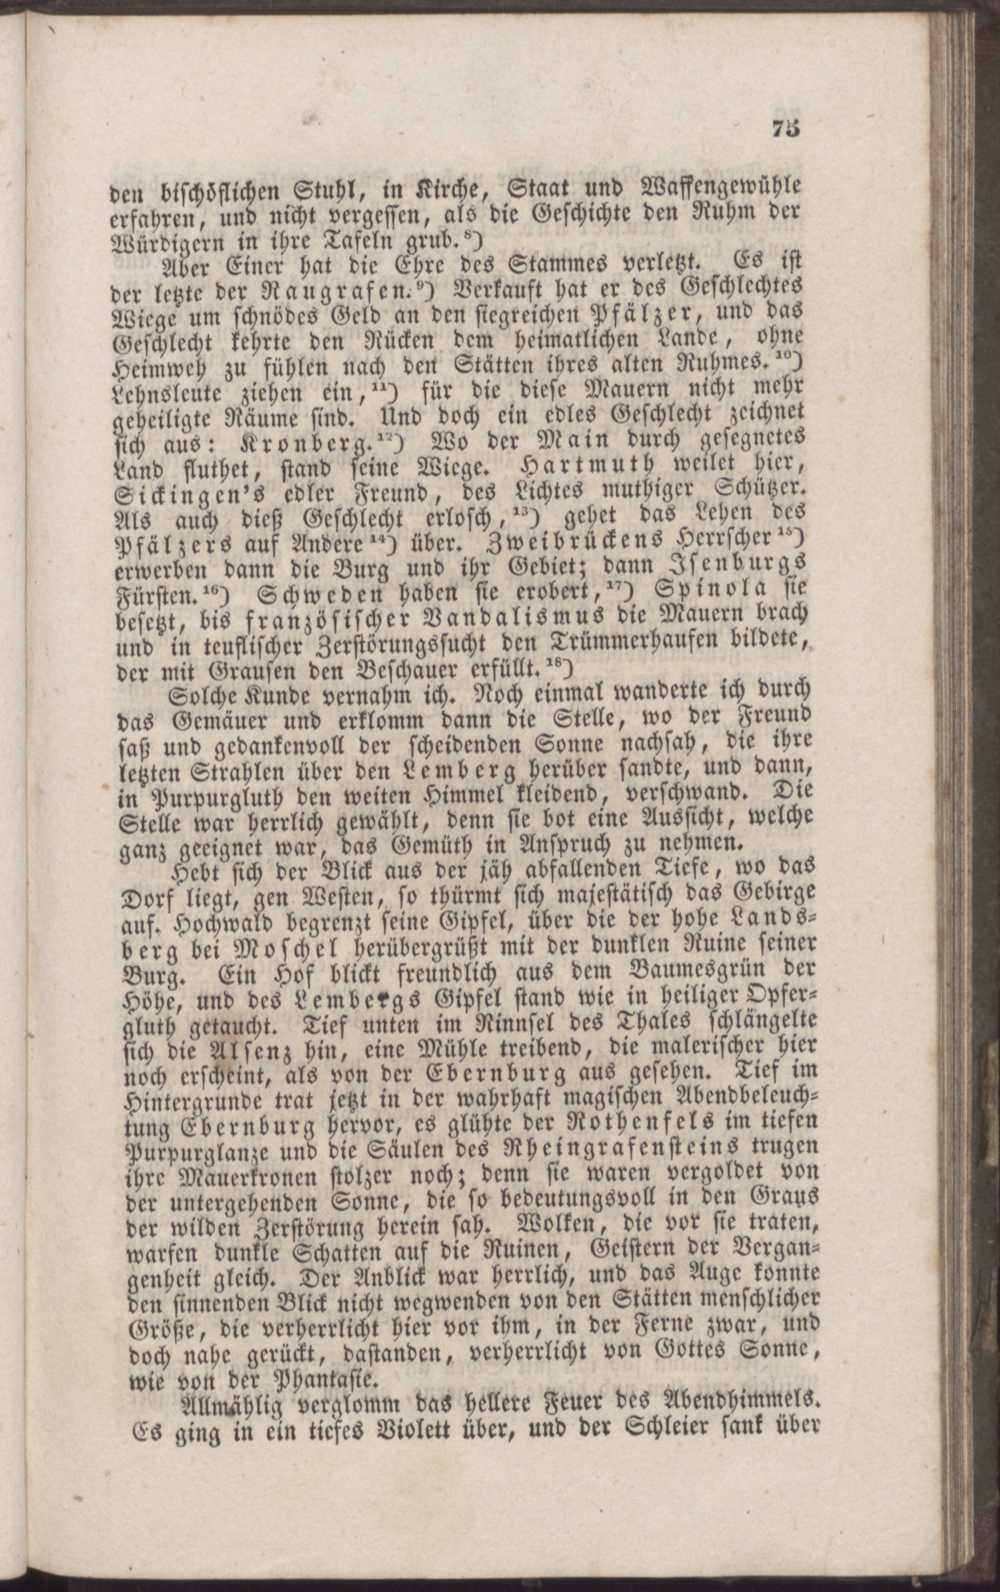 75
den bischöflichen Stuhl, in Kirche, Staat und Waffengewühle
erfahren, und nicht vergessen, als die Geschichte den Ruhm der
Würdigern in ihre Tafeln grub.⁸)
Aber Einer hat die Ehre des Stammes verletzt. Es ist
der letzte der Raugrafen.⁹) Verkauft hat er des Geschlechtes
Wiege um schnödes Geld an den siegreichen Pfälzer, und das
Geschlecht kehrte den Rücken dem heimatlichen Lande, ohne
Heimweh zu fühlen nach den Stätten ihres alten Ruhmes.¹⁰)
Lehnsleute ziehen ein,¹¹) für die diese Mauern nicht mehr
geheiligte Räume sind. Und doch ein edles Geschlecht zeichnet
sich aus: Kronberg.¹²) Wo der Main durch gesegnetes
Land fluthet, stand seine Wiege. Hartmuth weilet hier,
Sickingen's edler Freund, des Lichtes muthiger Schützer.
Als auch dieß Geschlecht erlosch,¹³) gehet das Lehen des
Pfälzers auf Andere¹⁴) über. Zweibrückens Herrscher¹⁵)
erwerben dann die Burg und ihr Gebiet; dann Isenburgs
Fürsten.¹⁶) Schweden haben sie erobert,¹⁷) Spinola sie
besetzt, bis französischer Vandalismus die Mauern brach
und in teuflischer Zerstörungssucht den Trümmerhaufen bildete,
der mit Grausen den Beschauer erfüllt.¹⁸)
Solche Kunde vernahm ich. Noch einmal wanderte ich durch
das Gemäuer und erklomm dann die Stelle, wo der Freund
saß und gedankenvoll der scheidenden Sonne nachsah, die ihre
letzten Strahlen über den Lemberg herüber sandte, und dann,
in Purpurgluth den weiten Himmel kleidend, verschwand. Die
Stelle war herrlich gewählt, denn sie bot eine Aussicht, welche
ganz geeignet war, das Gemüth in Anspruch zu nehmen.
Hebt sich der Blick aus der jäh abfallenden Tiefe, wo das
Dorf liegt, gen Westen, so thürmt sich majestätisch das Gebirge
auf. Hochwald begrenzt seine Gipfel, über die der hohe Lands-
berg bei Moschel herübergrüßt mit der dunklen Ruine seiner
Burg. Ein Hof blickt freundlich aus dem Baumesgrün der
Höhe, und des Lembergs Gipfel stand wie in heiliger Opfer-
gluth getaucht. Tief unten im Rinnsel des Thales schlängelte
sich die Alsenz hin, eine Mühle treibend, die malerischer hier
noch erscheint, als von der Ebernburg aus gesehen. Tief im
Hintergrunde trat jetzt in der wahrhaft magischen Abendbeleuch-
tung Ebernburg hervor, es glühte der Rothenfels im tiefen
Purpurglanze und die Säulen des Rheingrafensteins trugen
ihre Mauerkronen stolzer noch; denn sie waren vergoldet von
der untergehenden Sonne, die so bedeutungsvoll in den Graus
der wilden Zerstörung herein sah. Wolken, die vor sie traten,
warfen dunkle Schatten auf die Ruinen, Geistern der Vergan-
genheit gleich. Der Anblick war herrlich, und das Auge konnte
den sinnenden Blick nicht wegwenden von den Stätten menschlicher
Größe, die verherrlicht hier vor ihm, in der Ferne zwar, und
doch nahe gerückt, dastanden, verherrlicht von Gottes Sonne,
wie von der Phantasie.
Allmählig verglomm das hellere Feuer des Abendhimmels.
Es ging in ein tiefes Violett über, und der Schleier sank über